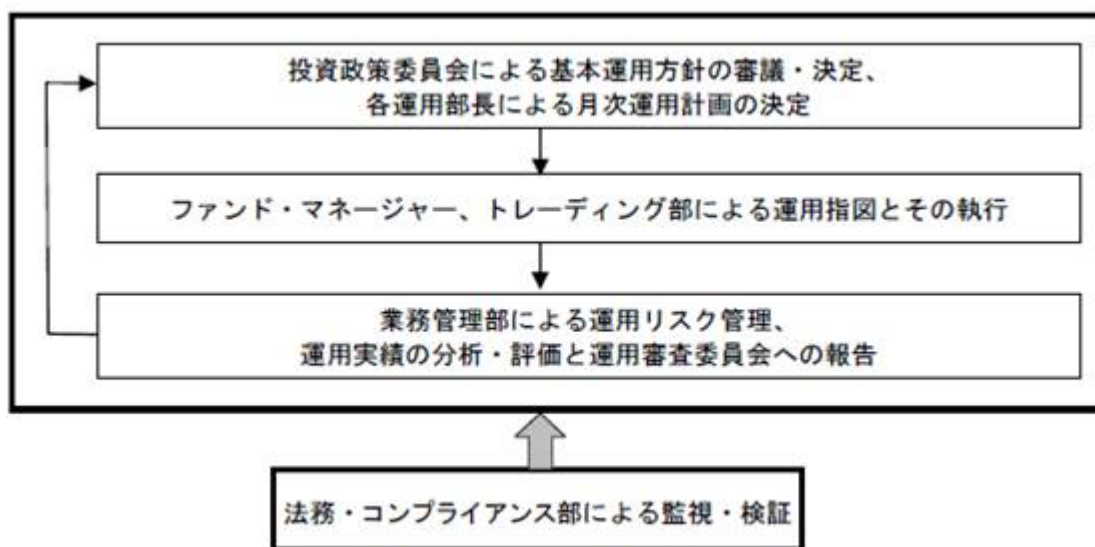 投資政策委員会による基本運用方針の審議・決定、
各運用部長による月次運用計画の決定
ファンド・マネージャー、トレーディング部による運用指図とその執行
業務管理部による運用リスク管理、
運用実績の分析・評価と運用審査委員会への報告
法務・コンプライアンス部による監視・検証